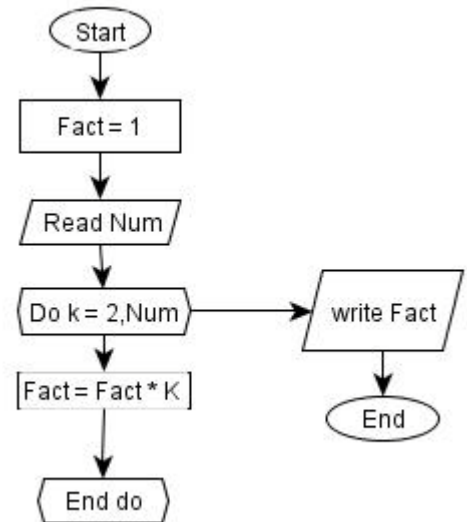 Start
Fact = 1
Read Num
Do k = 2,Num
write Fact
Fact = Fact * K
End
End do